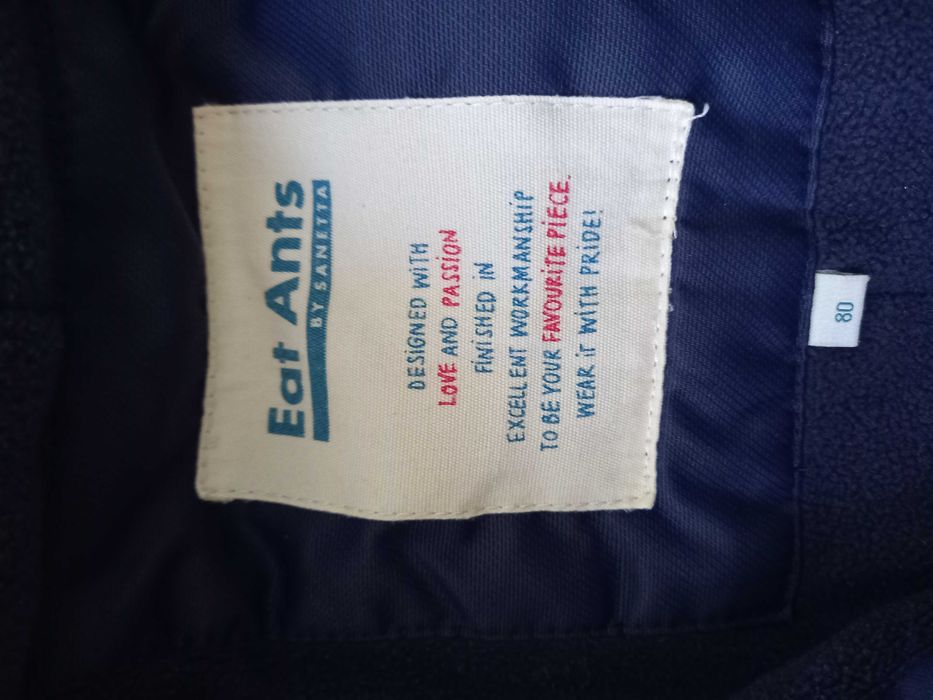 Eat Ants
BY SANETTA
DESIGNED WITH
LOVE AND PASSION
FINISHED IN
EXCELLENT WORKMANSHIP
TO BE YOUR FAVOURITE PIECE.
WEAR IT WITH PRIDE!
80